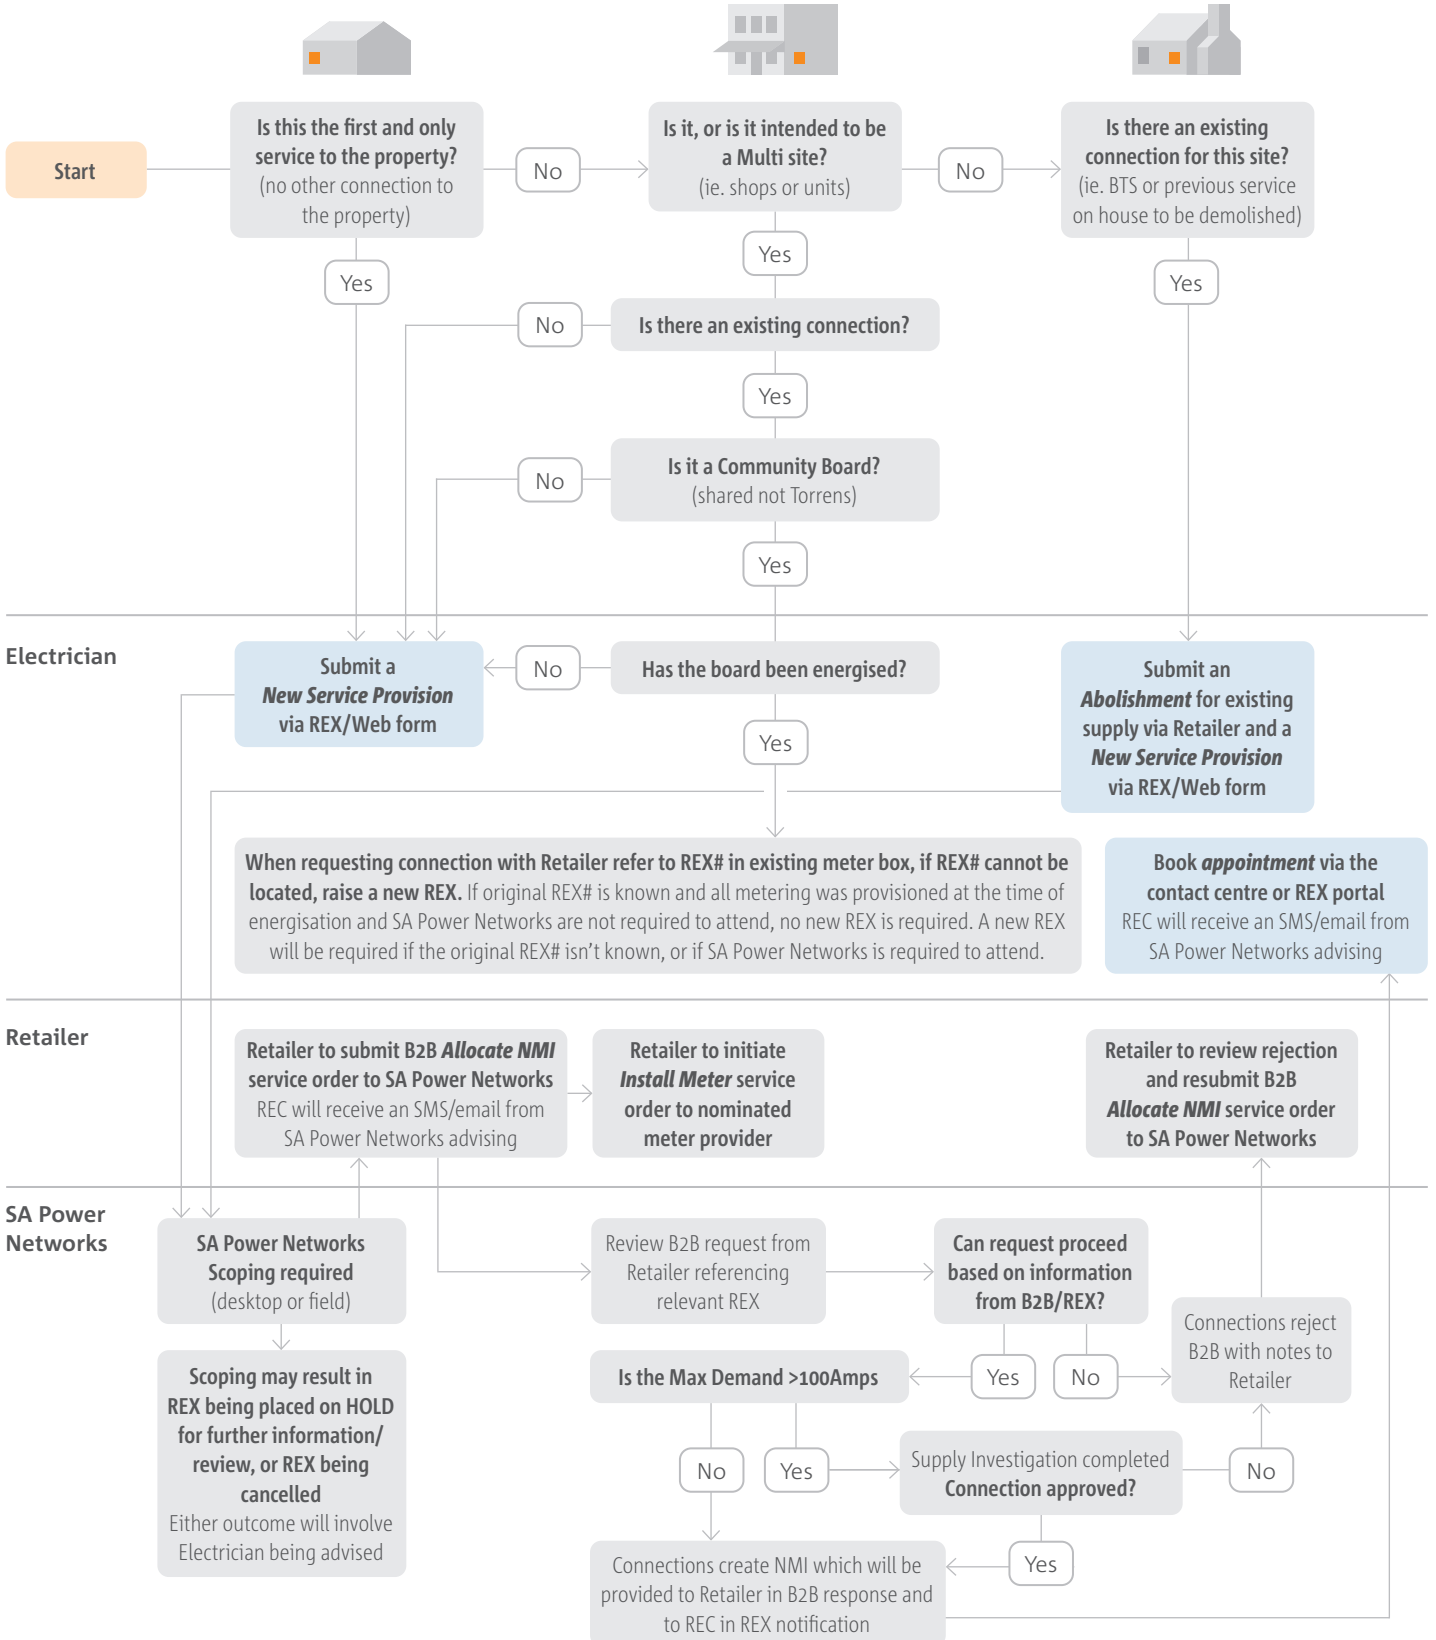 Start
Is this the first and only
service to the property?
(no other connection to
the property)
No
Is it, or is it intended to be
a Multi site?
(ie. shops or units)
No
Is there an existing
connection for this site?
(ie. BTS or previous service
on house to be demolished)
Yes
Yes
Yes
No
Is there an existing connection?
Yes
No
Is it a Community Board?
(shared not Torrens)
Yes
Electrician
Submit a
New Service Provision
via REX/Web form
No
Has the board been energised?
Yes
Submit an
Abolishment for existing
supply via Retailer and a
New Service Provision
via REX/Web form
When requesting connection with Retailer refer to REX# in existing meter box, if REX# cannot be
located, raise a new REX. If original REX# is known and all metering was provisioned at the time of
energisation and SA Power Networks are not required to attend, no new REX is required. A new REX
will be required if the original REX# isn't known, or if SA Power Networks is required to attend.
Book appointment via the
contact centre or REX portal
REC will receive an SMS/email from
SA Power Networks advising
Retailer
Retailer to submit B2B Allocate NMI
service order to SA Power Networks
REC will receive an SMS/email from
SA Power Networks advising
Retailer to initiate
Install Meter service
order to nominated
meter provider
Retailer to review rejection
and resubmit B2B
Allocate NMI service order
to SA Power Networks
SA Power
Networks
SA Power Networks
Scoping required
(desktop or field)
Review B2B request from
Retailer referencing
relevant REX
Can request proceed
based on information
from B2B/REX?
Connections reject
B2B with notes to
Retailer
Scoping may result in
REX being placed on HOLD
for further information/
review, or REX being
cancelled
Either outcome will involve
Electrician being advised
Is the Max Demand >100Amps
Yes
No
No
Yes
Supply Investigation completed
Connection approved?
No
Yes
Connections create NMI which will be
provided to Retailer in B2B response and
to REC in REX notification